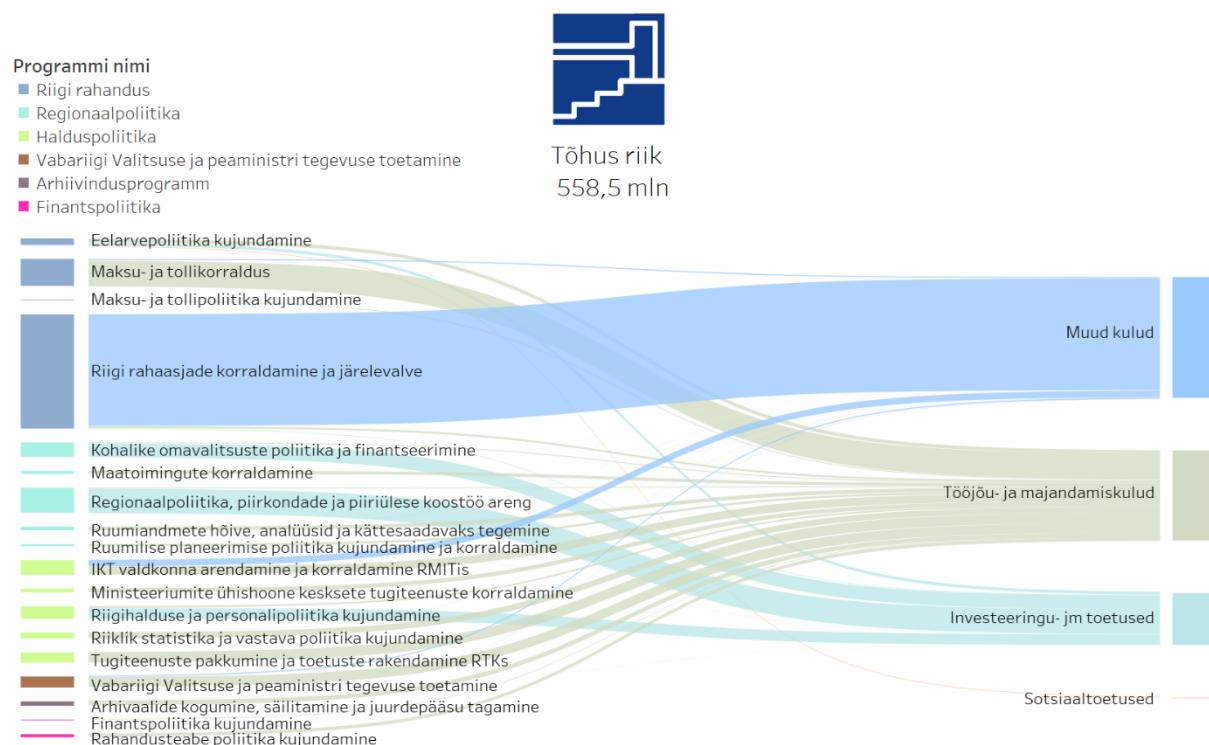 Programmi nimi
Riigi rahandus
Regionaalpoliitika
Halduspoliitika
Vabariigi Valitsuse ja peaministri tegevuse toetamine
Arhiivindusprogramm
Finantspoliitika
Tõhus riik
558,5 mln
Eelarvepoliitika kujundamine
Maksu- ja tollikorraldus
Maksu- ja tollipoliitika kujundamine
Riigi rahaasjade korraldamine ja järelevalve
Kohalike omavalitsuste poliitika ja finantseerimine
Maatoimingute korraldamine
Regionaalpoliitika, piirkondade ja piiriülese koostöö areng
Ruumiandmete hõive, analüüsid ja kättesaadavaks tegemine
Ruumilise planeerimise poliitika kujundamine ja korraldamine
IKT valdkonna arendamine ja korraldamine RMITis
Ministeeriumite ühishoone kesksete tugiteenuste korraldamine
Riigihalduse ja personalipoliitika kujundamine
Riiklik statistika ja vastava poliitika kujundamine
Tugiteenuste pakkumine ja toetuste rakendamine RTKs
Vabariigi Valitsuse ja peaministri tegevuse toetamine
Arhivaalide kogumine, säilitamine ja juurdepääsu tagamine
Finantspoliitika kujundamine
Rahandusteabe poliitika kujundamine
Muud kulud
Tööjõu- ja majandamiskulud
Investeeringu- jm toetused
Sotsiaaltoetused